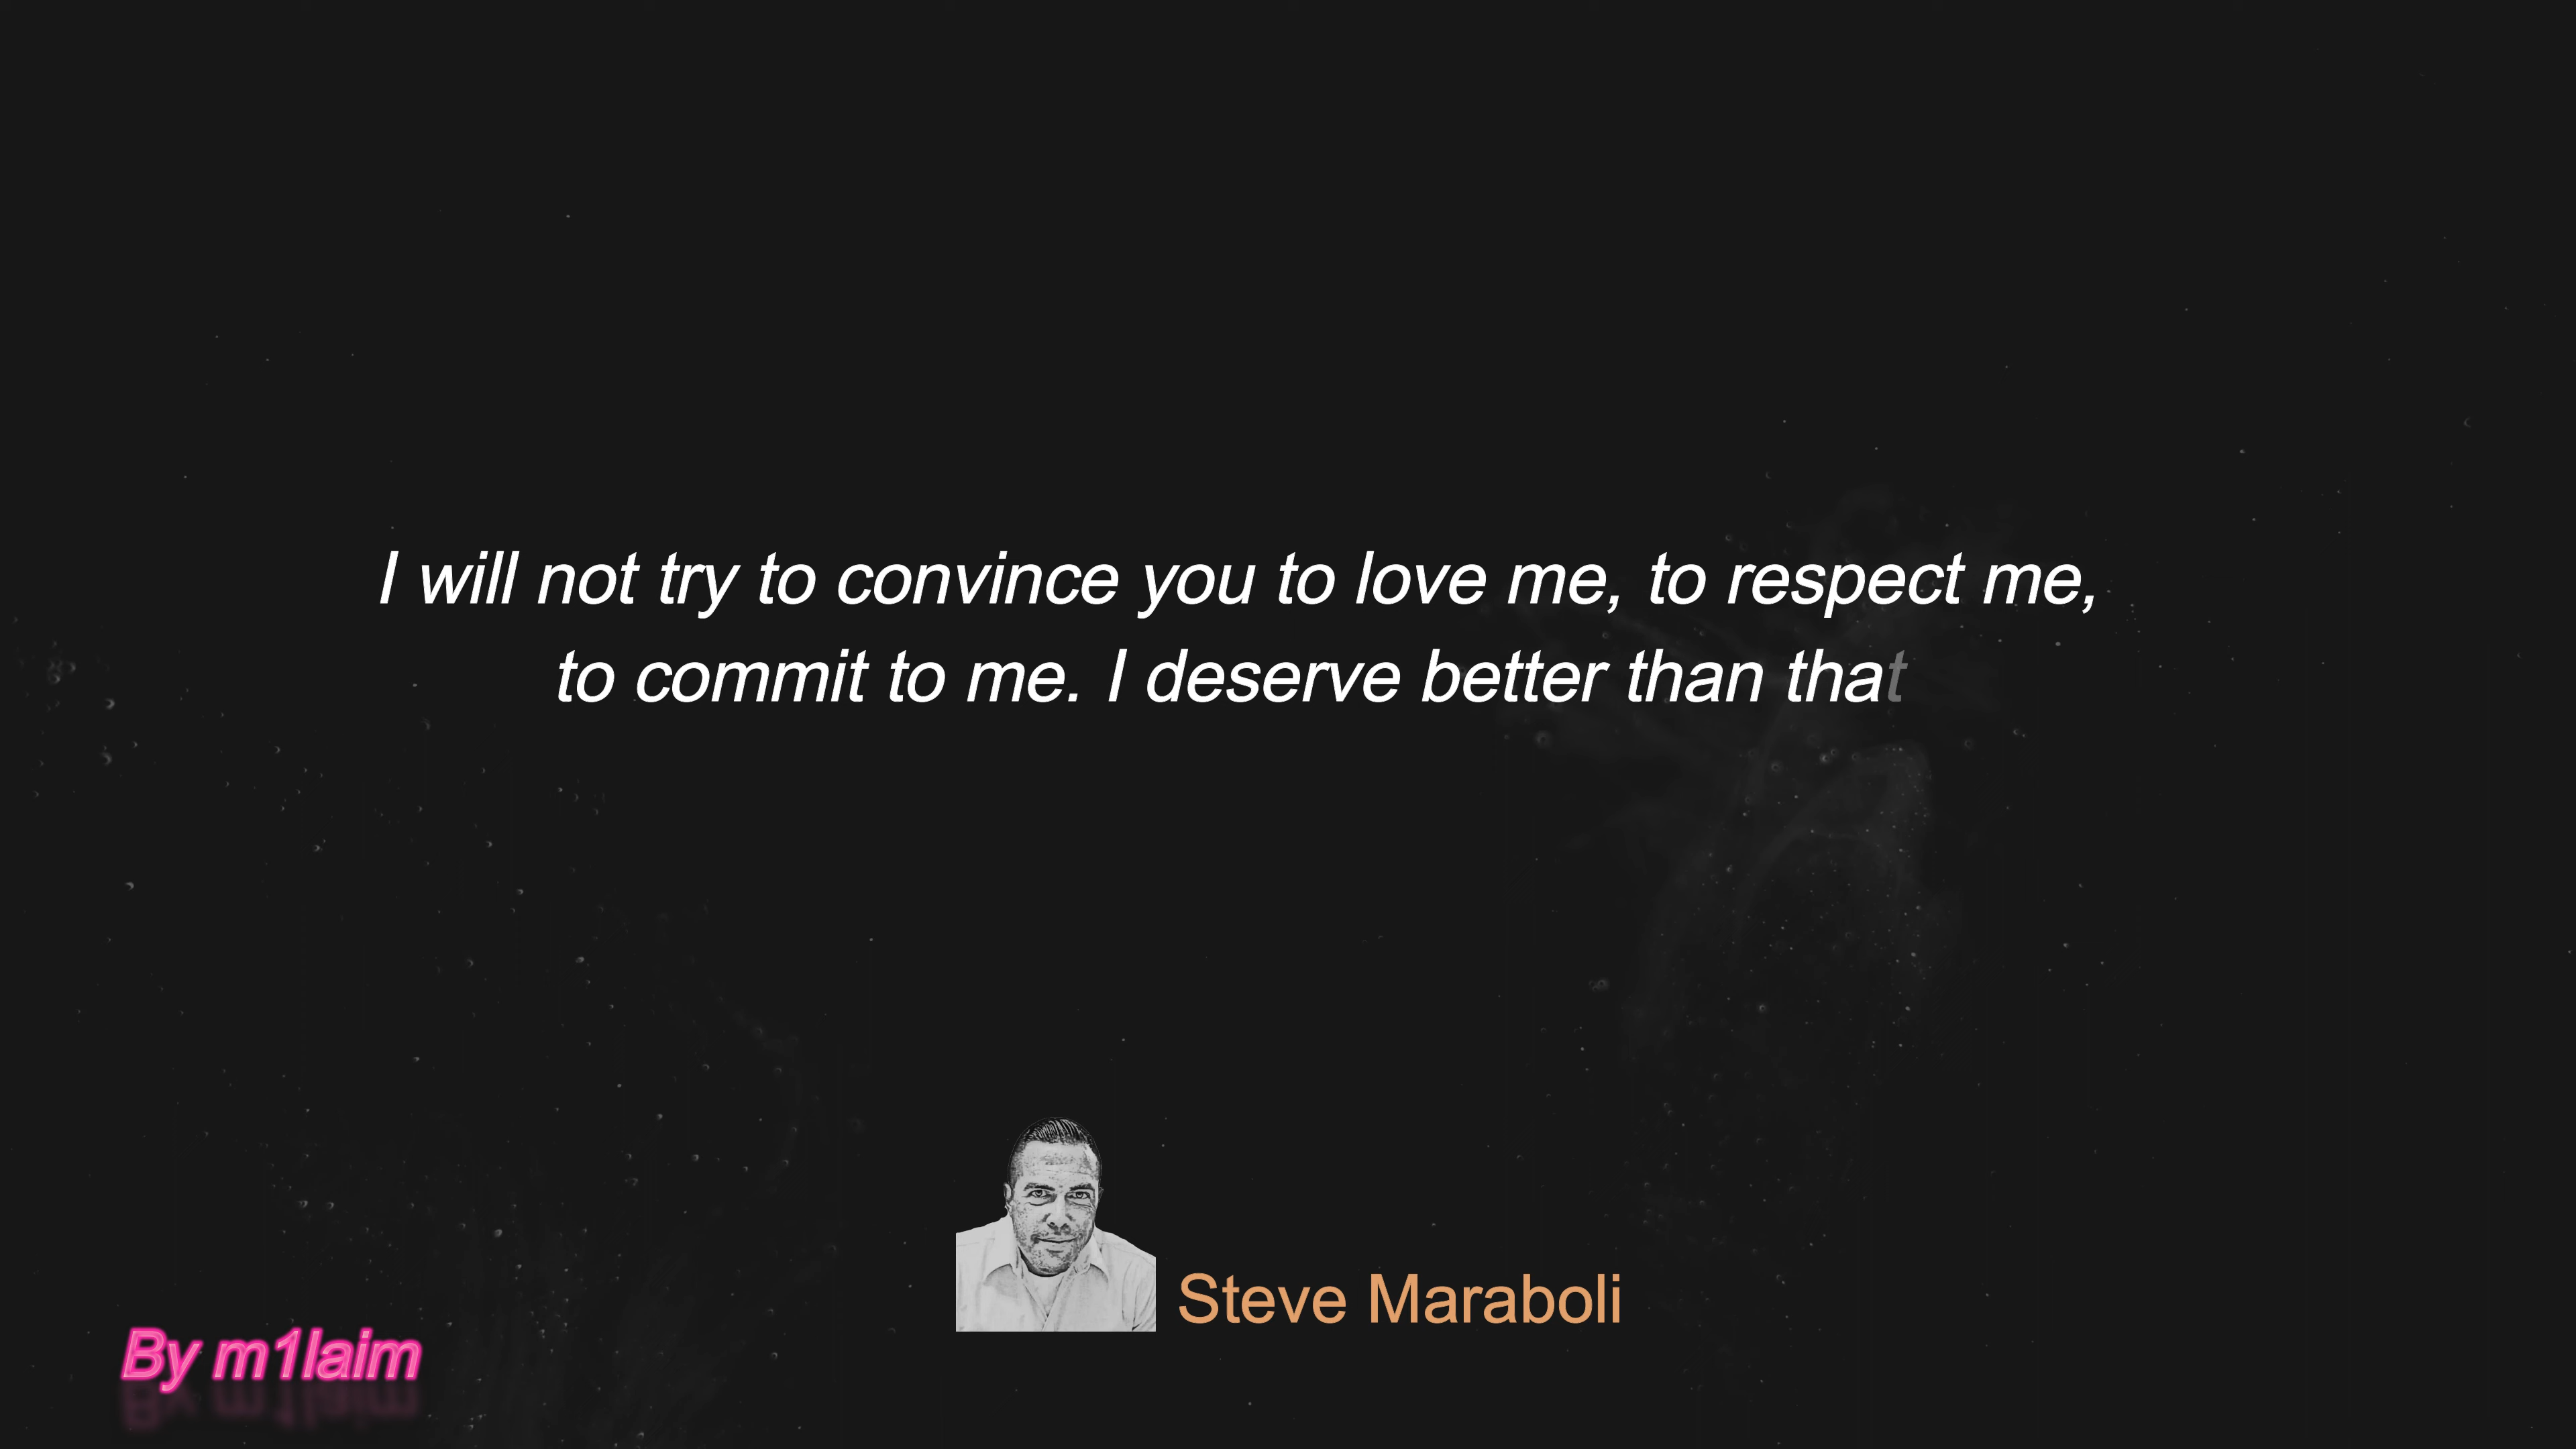 I will not try to convince you to love me, to respect me,
to commit to me. I deserve better than that
Steve Maraboli
By m1laim